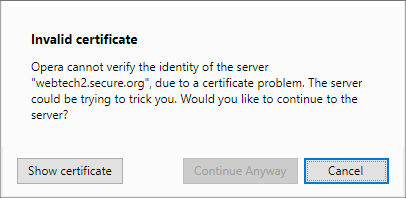 Invalid certificate
Opera cannot verify the identity of the server
"webtech2.secure.org", due to a certificate problem. The server
could be trying to trick you. Would you like to continue to the
server?
Show certificate Continue Anyway Cancel